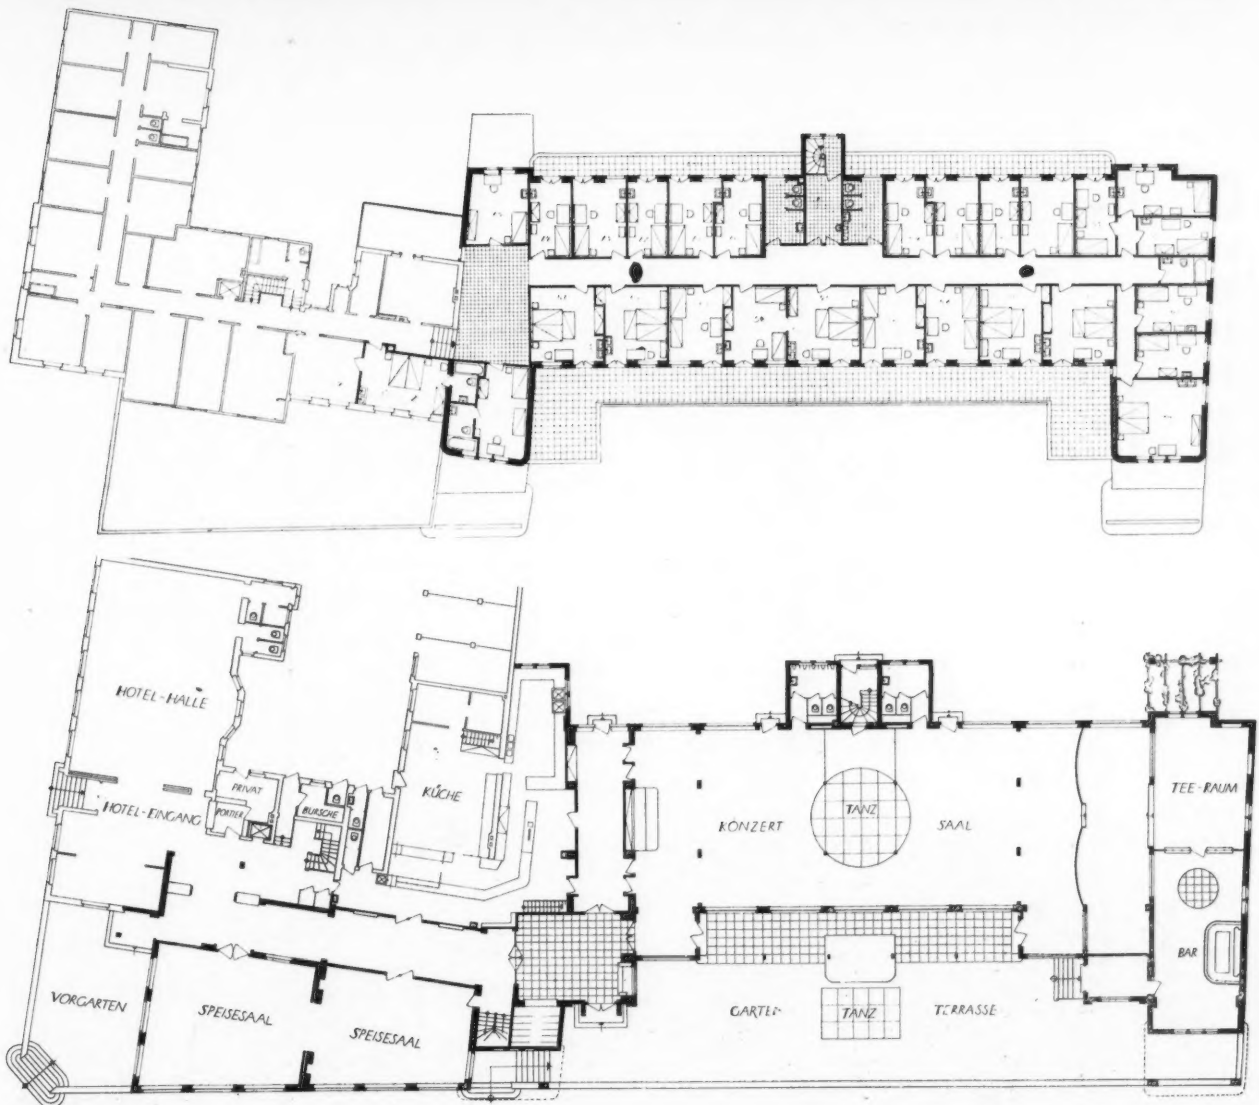 HOTEL-HALLE
PRIVAT
HOTEL-EINGANG
PORTIER
BURSCHE
KÜCHE
KONZERT
TANZ
SAAL
TEE-RAUM
BAR
VORGARTEN
SPEISESAAL
SPEISESAAL
GARTEN
TANZ
TERRASSE